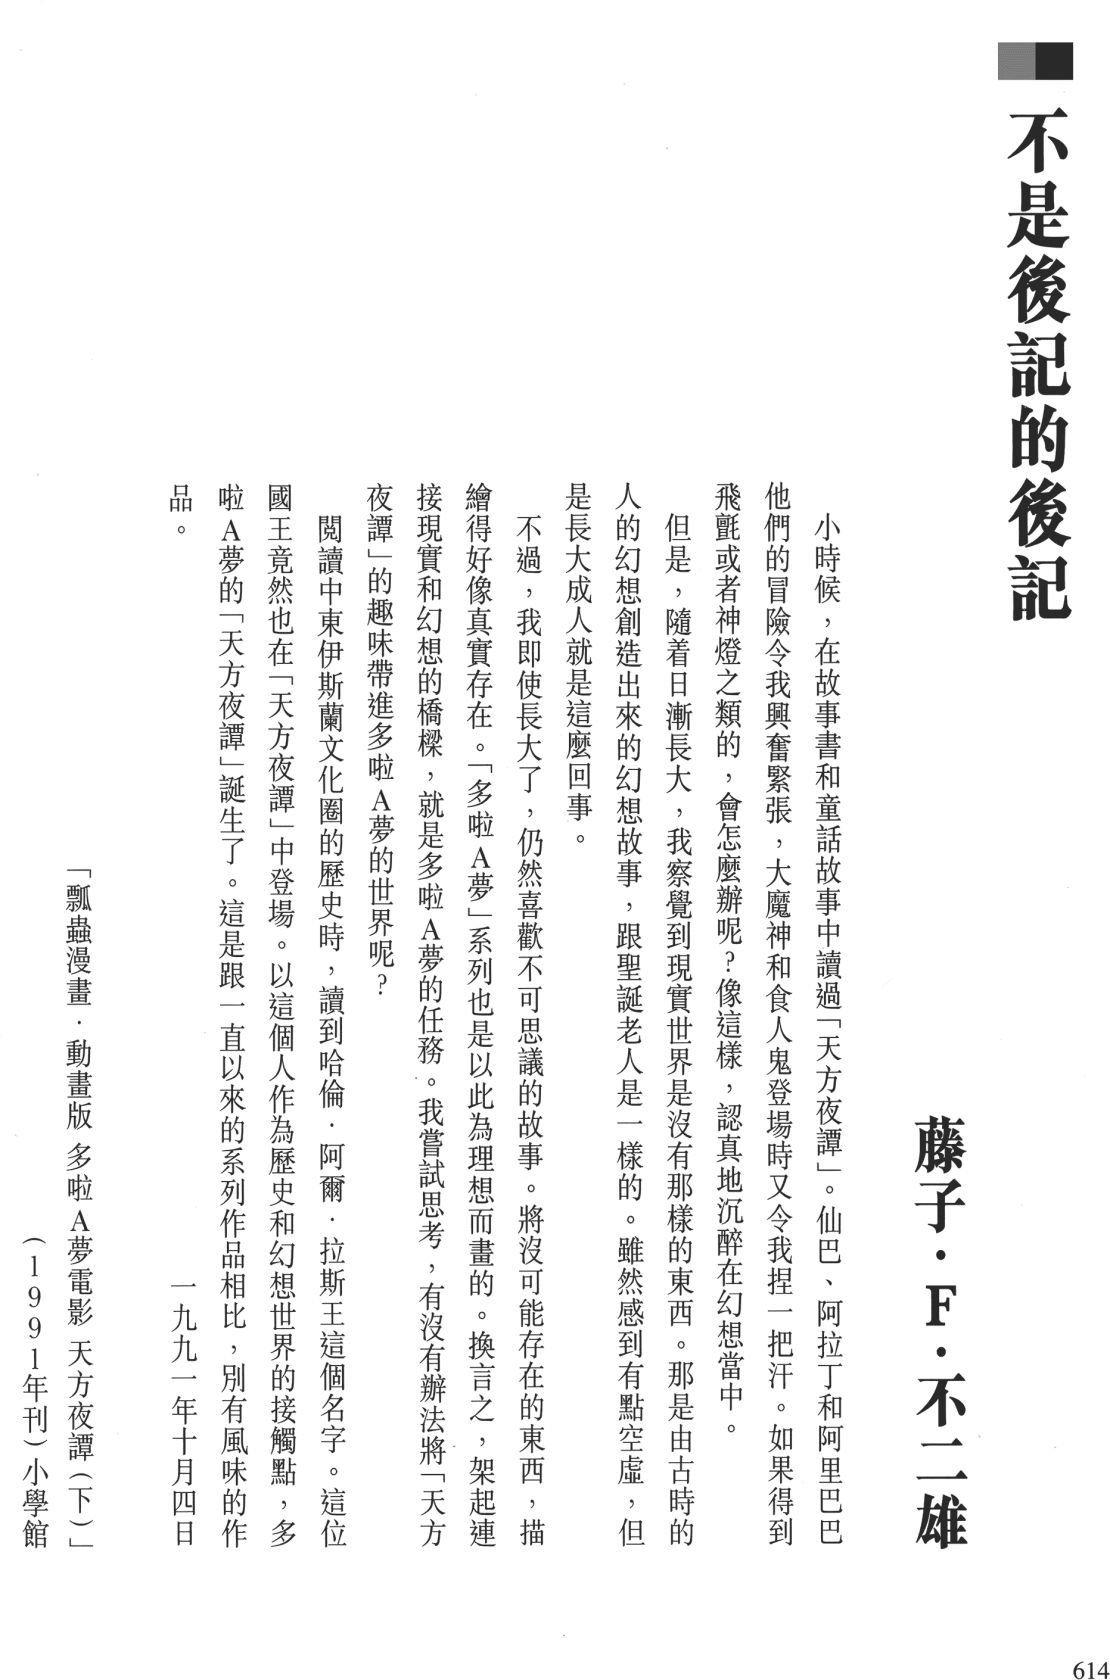 不是後記的後記
藤子·F·不二雄
小時候，在故事書和童話故事中讀過「天方夜譚」。仙巴、阿拉丁和阿里巴巴
他們的冒險令我興奮緊張，大魔神和食人鬼登場時又令我捏一把汗。如果得到
飛氈或者神燈之類的，會怎麼辦呢？像這樣，認真地沉醉在幻想當中。
但是，隨着日漸長大，我察覺到現實世界是沒有那樣的東西。那是由古時的
人的幻想創造出來的幻想故事，跟聖誕老人是一樣的。雖然感到有點空虛，但
是長大成人就是這麼回事。
不過，我即使長大了，仍然喜歡不可思議的故事。將沒可能存在的東西，描
繪得好像真實存在。「多啦A夢」系列也是以此為理想而畫的。換言之，架起連
接現實和幻想的橋樑，就是多啦A夢的任務。我嘗試思考，有沒有辦法將「天方
夜譚」的趣味帶進多啦A夢的世界呢？
閱讀中東伊斯蘭文化圈的歷史時，讀到哈倫·阿爾·拉斯王這個名字。這位
國王竟然也在「天方夜譚」中登場。以這個人作為歷史和幻想世界的接觸點，多
啦A夢的「天方夜譚」誕生了。這是跟一直以來的系列作品相比，別有風味的作
品。
一九九一年十月四日
「瓢蟲漫畫·動畫版 多啦A夢電影 天方夜譚（下）」
（1991年刊）小學館
614